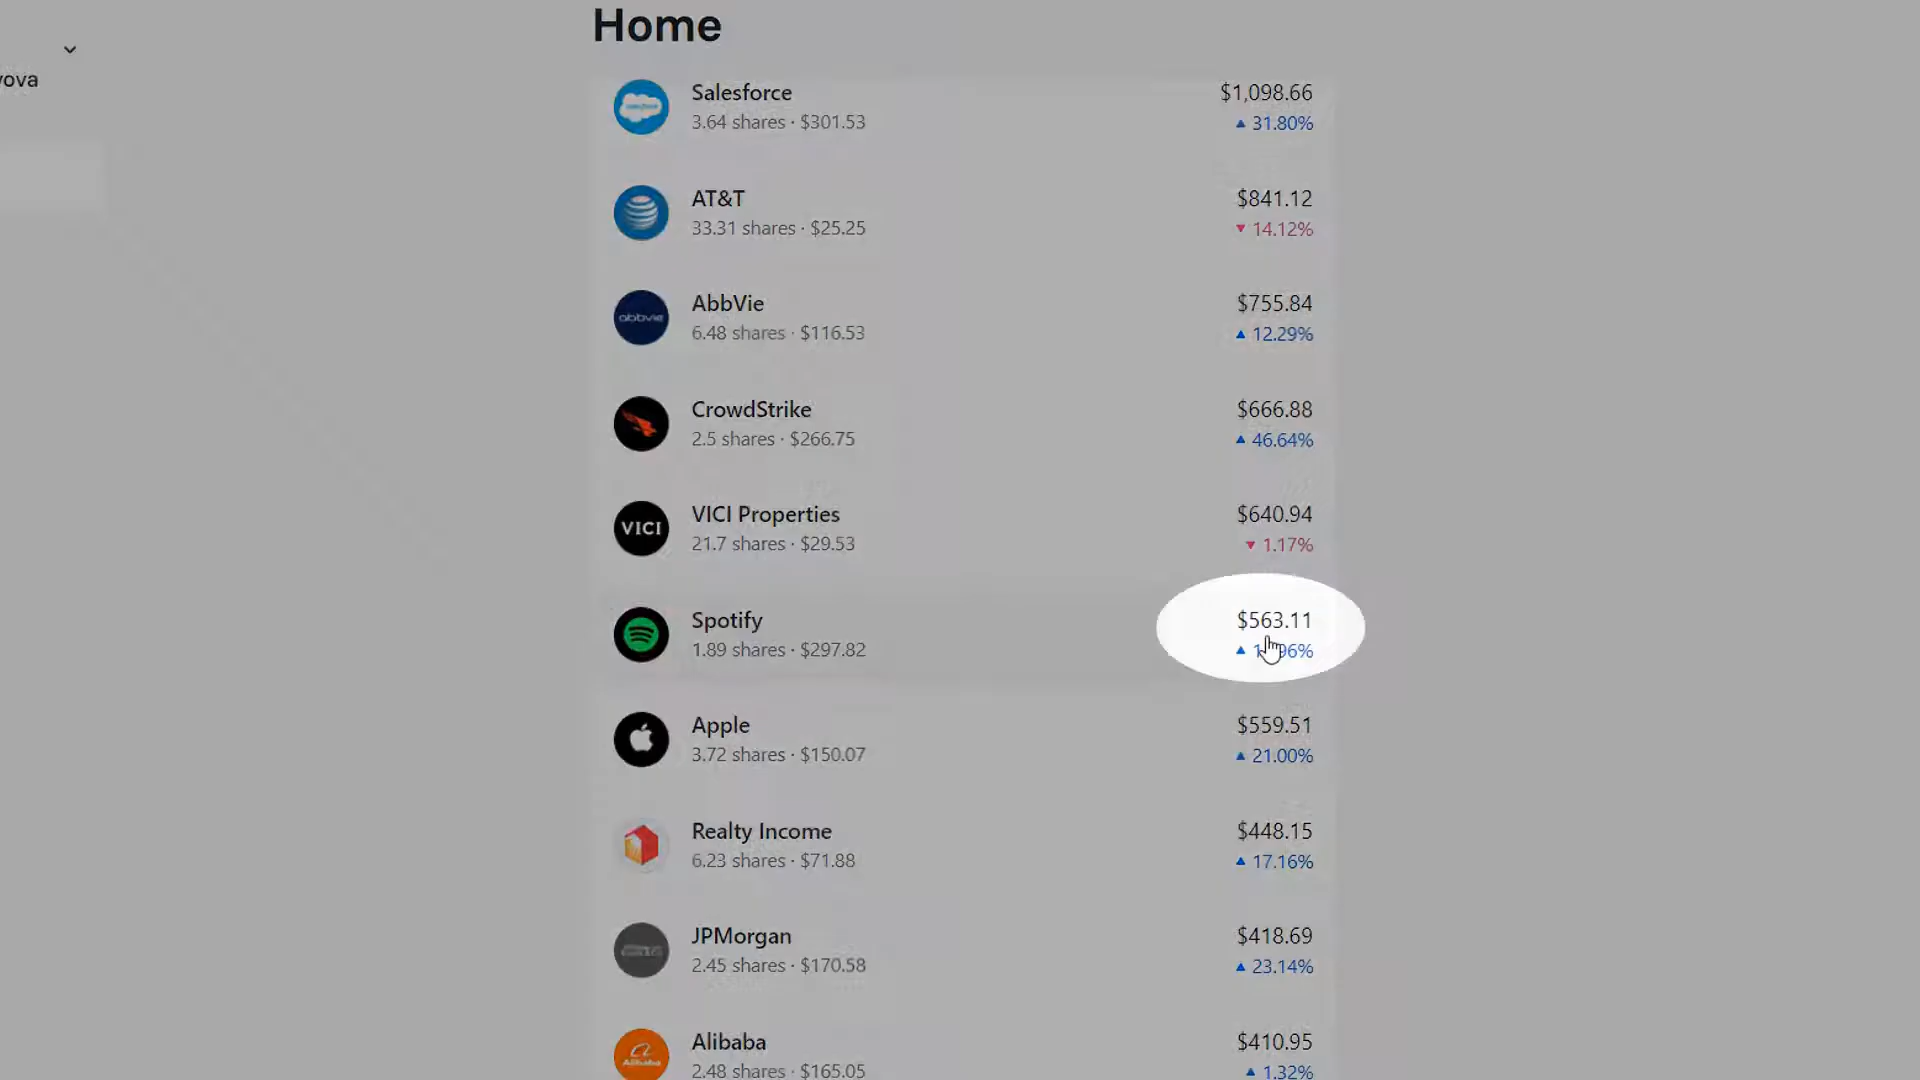 Home
vova
Salesforce
$1,098.66
3.64 shares · $301.53
▲ 31.80%
AT&T
$841.12
33.31 shares · $25.25
▼ 14.12%
AbbVie
$755.84
abbvie
6.48 shares · $116.53
▲ 12.29%
CrowdStrike
$666.88
2.5 shares · $266.75
▲ 46.64%
VICI Properties
$640.94
VICI
21.7 shares · $29.53
▼ 1.17%
Spotify
$563.11
1.89 shares · $297.82
Apple
$559.51
3.72 shares · $150.07
▲ 21.00%
Realty Income
$448.15
6.23 shares · $71.88
▲ 17.16%
JPMorgan
$418.69
2.45 shares · $170.58
▲ 23.14%
Alibaba
$410.95
2.48 shares · $165.05
▲ 1.32%